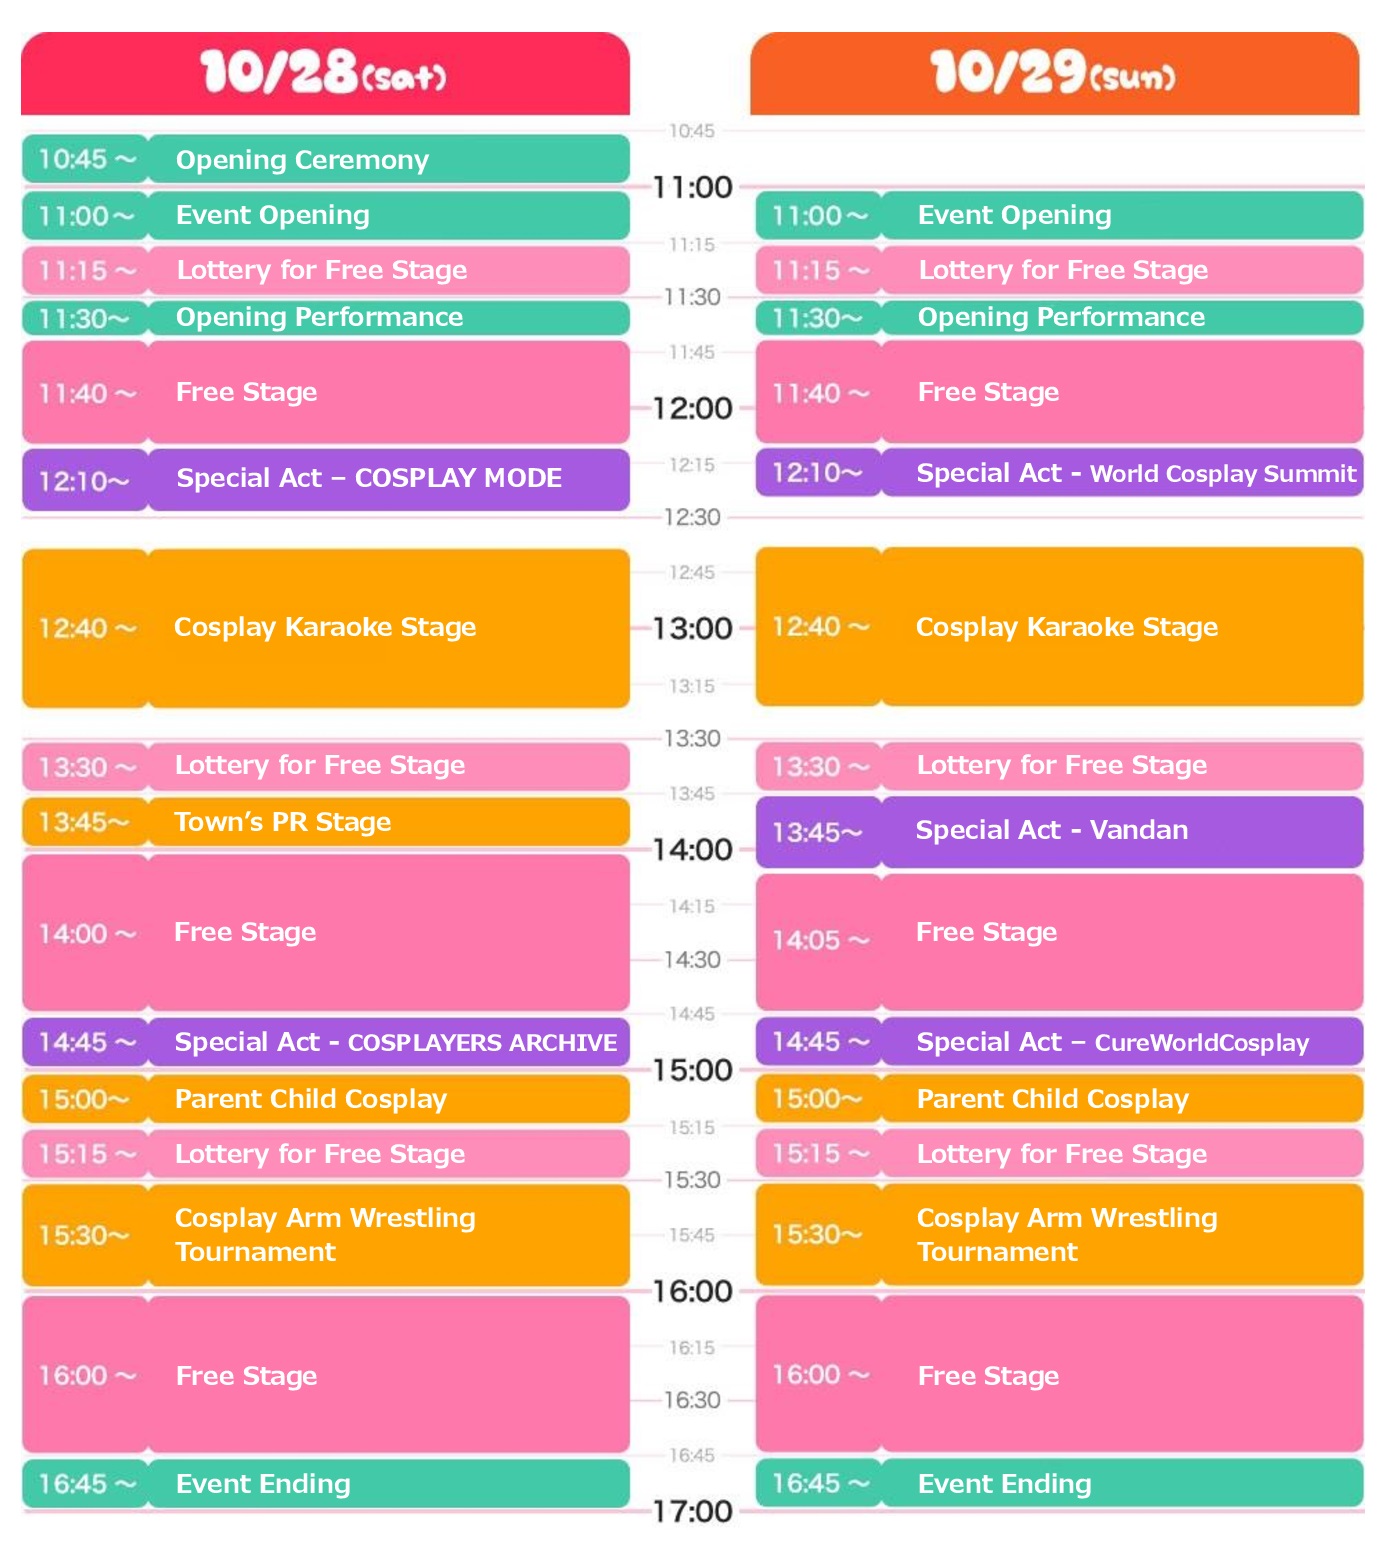 10/28(sat)
10:45～ Opening Ceremony
11:00～ Event Opening
11:15～ Lottery for Free Stage
11:30～ Opening Performance
11:40～ Free Stage
12:10～ Special Act – COSPLAY MODE
12:40～ Cosplay Karaoke Stage
13:30～ Lottery for Free Stage
13:45～ Town’s PR Stage
14:00～ Free Stage
14:45～ Special Act - COSPLAYERS ARCHIVE
15:00～ Parent Child Cosplay
15:15～ Lottery for Free Stage
15:30～ Cosplay Arm Wrestling
Tournament
16:00～ Free Stage
16:45～ Event Ending
10:45
11:00
11:15
11:30
11:45
12:00
12:15
12:30
12:45
13:00
13:15
13:30
13:45
14:00
14:15
14:30
14:45
15:00
15:15
15:30
15:45
16:00
16:15
16:30
16:45
17:00
10/29(sun)
11:00～ Event Opening
11:15～ Lottery for Free Stage
11:30～ Opening Performance
11:40～ Free Stage
12:10～ Special Act - World Cosplay Summit
12:40～ Cosplay Karaoke Stage
13:30～ Lottery for Free Stage
13:45～ Special Act - Vandan
14:05～ Free Stage
14:45～ Special Act – CureWorldCosplay
15:00～ Parent Child Cosplay
15:15～ Lottery for Free Stage
15:30～ Cosplay Arm Wrestling
Tournament
16:00～ Free Stage
16:45～ Event Ending